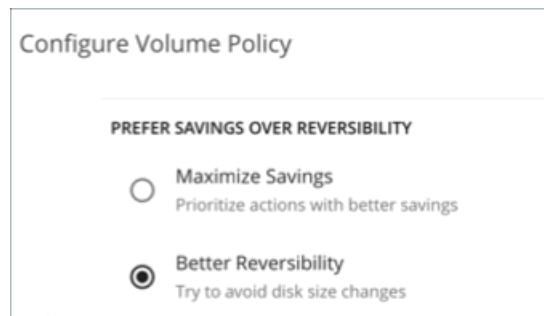 Configure Volume Policy
PREFER SAVINGS OVER REVERSIBILITY
Maximize Savings
Prioritize actions with better savings
Better Reversibility
Try to avoid disk size changes